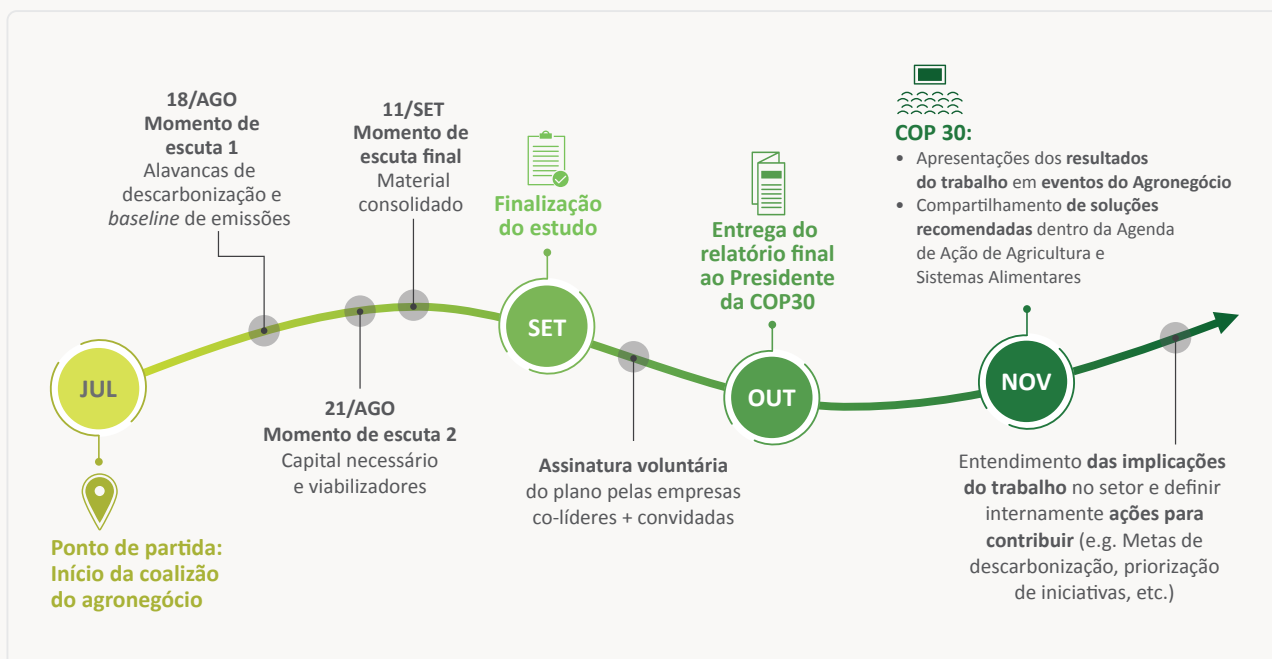 18/AGO
Momento de
escuta 1
Alavancas de
descarbonização e
baseline de emissões
11/SET
Momento de
escuta final
Material
consolidado
Finalização
do estudo
Entrega do
relatório final
ao Presidente
da COP30
COP 30:
• Apresentações dos resultados
do trabalho em eventos do Agronegócio
• Compartilhamento de soluções
recomendadas dentro da Agenda
de Ação de Agricultura e
Sistemas Alimentares
JUL
SET
OUT
NOV
21/AGO
Momento de escuta 2
Capital necessário
e viabilizadores
Assinatura voluntária
do plano pelas empresas
co-líderes + convidadas
Entendimento das implicações
do trabalho no setor e definir
internamente ações para
contribuir (e.g. Metas de
descarbonização, priorização
de iniciativas, etc.)
Ponto de partida:
Início da coalizão
do agronegócio